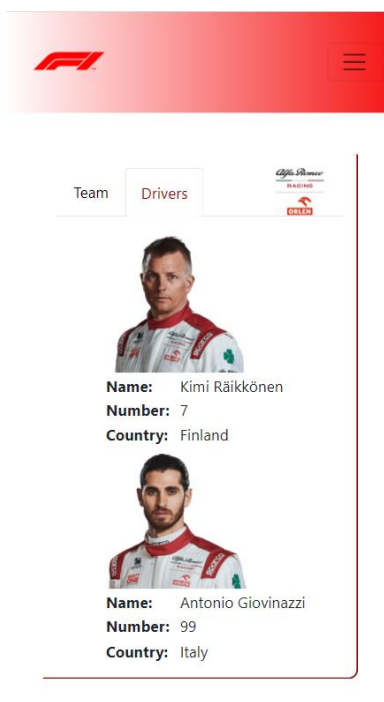 F1
Team
Drivers
Alfa Romeo
RACING
ORLEN
Name: Kimi Räikkönen
Number: 7
Country: Finland
Name: Antonio Giovinazzi
Number: 99
Country: Italy